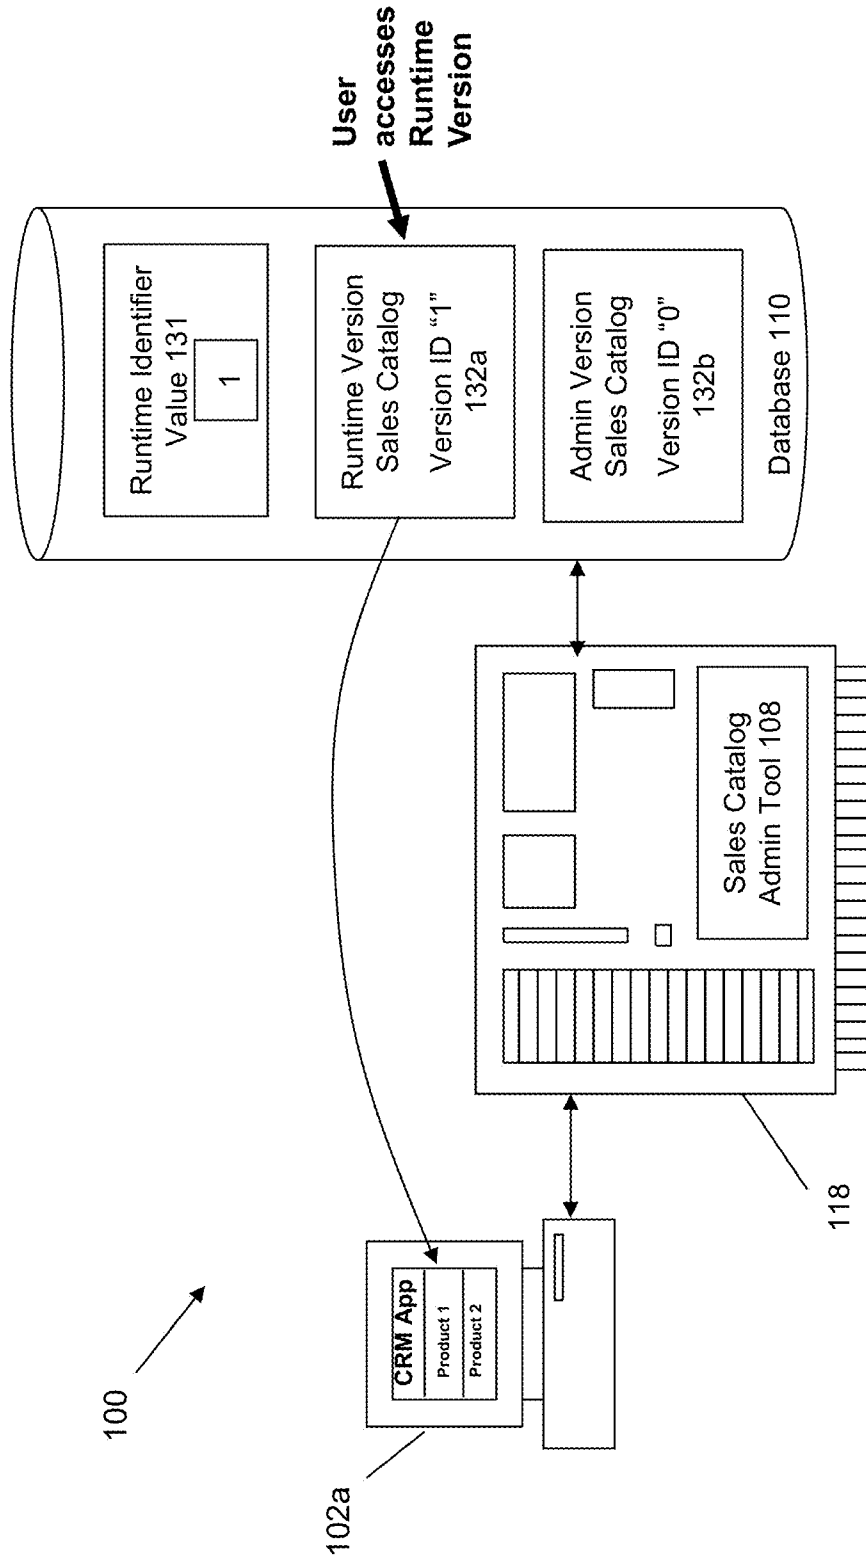 100
102a
CRM App
Product 1
Product 2
118
Sales Catalog
Admin Tool 108
Runtime Identifier
Value 131
1
Runtime Version
Sales Catalog
Version ID “1”
132a
Admin Version
Sales Catalog
Version ID “0”
132b
Database 110
User
accesses
Runtime
Version